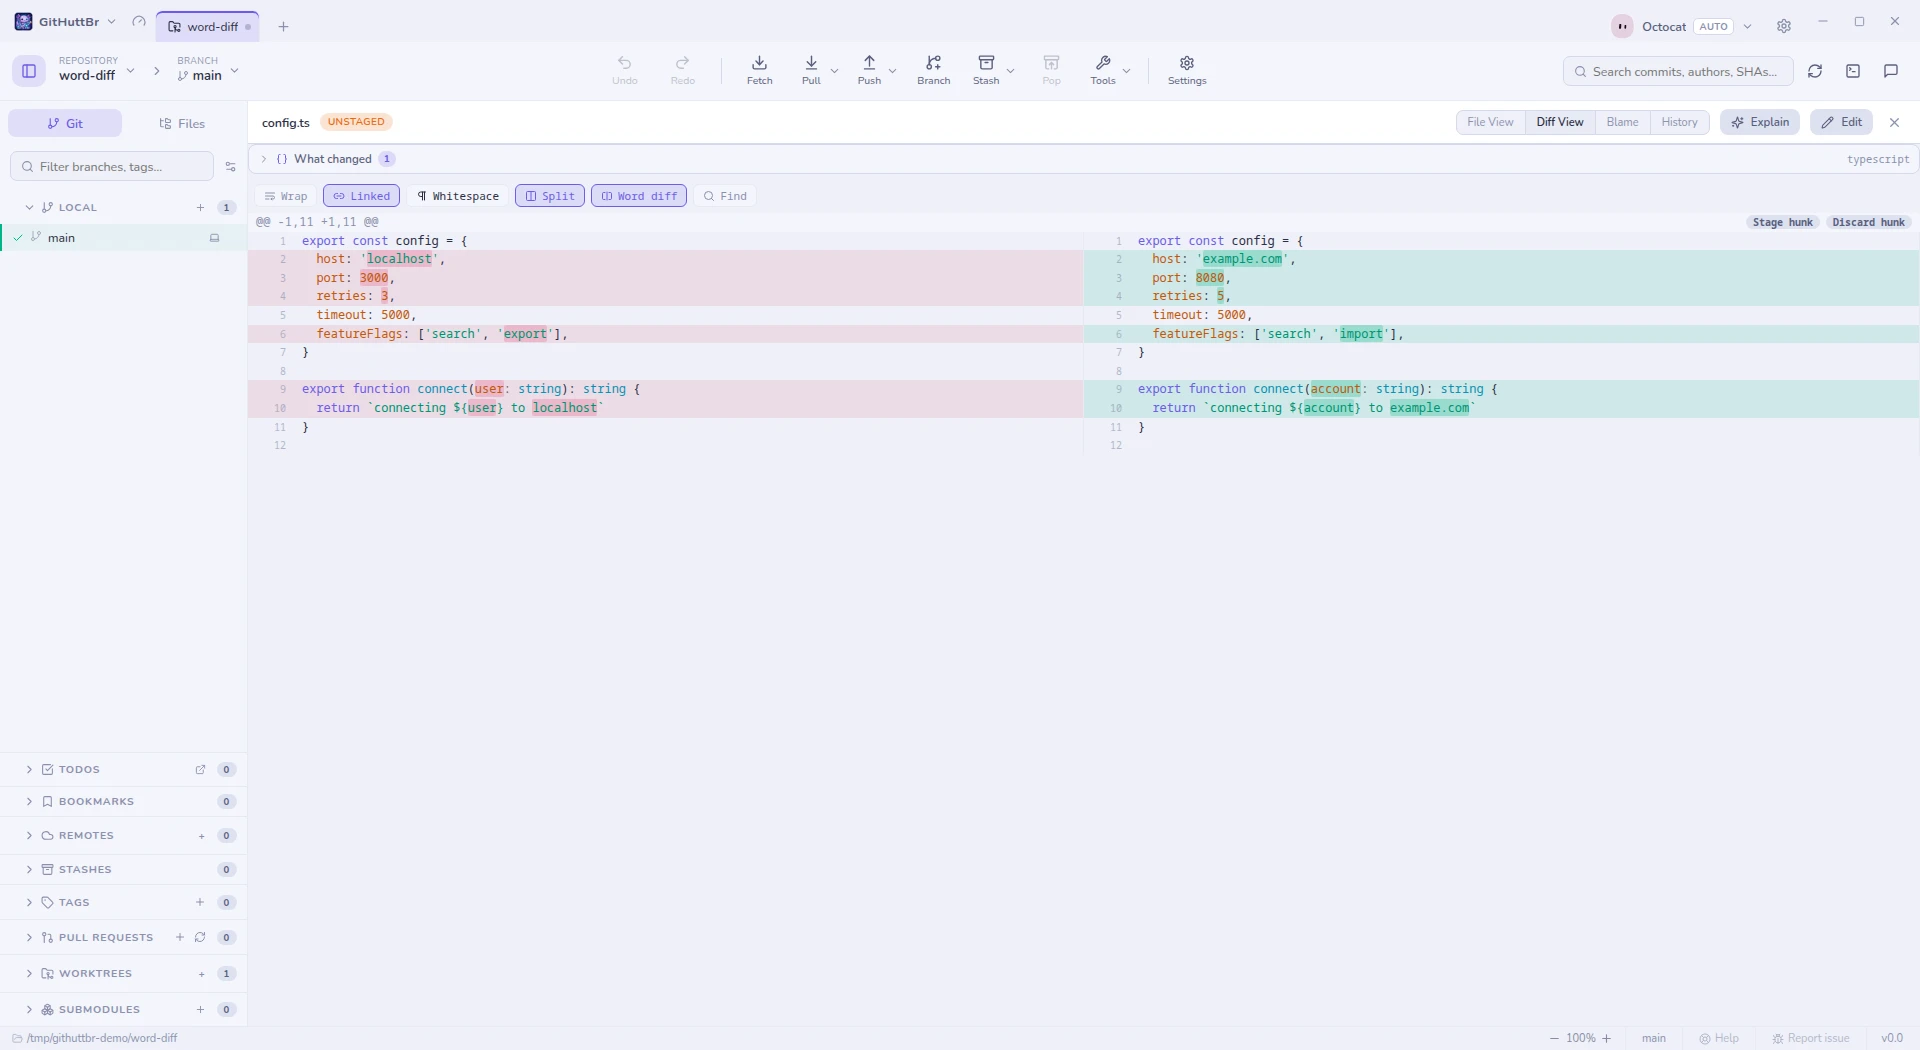 GitHuttBr
word-diff
Octocat AUTO
REPOSITORY
word-diff
BRANCH
main
Undo
Redo
Fetch
Pull
Push
Branch
Stash
Pop
Tools
Settings
Search commits, authors, SHAs...
Git
Files
Filter branches, tags...
LOCAL 1
main
config.ts UNSTAGED
File View
Diff View
Blame
History
Explain
Edit
{} What changed 1
typescript
Wrap
Linked
¶ Whitespace
Split
Word diff
Find
@@ -1,11 +1,11 @@
Stage hunk
Discard hunk
1 export const config = {
2 host: 'localhost',
3 port: 3000,
4 retries: 3,
5 timeout: 5000,
6 featureFlags: ['search', 'export'],
7 }
8
9 export function connect(user: string): string {
10 return `connecting ${user} to localhost`
11 }
12
1 export const config = {
2 host: 'example.com',
3 port: 8080,
4 retries: 5,
5 timeout: 5000,
6 featureFlags: ['search', 'import'],
7 }
8
9 export function connect(account: string): string {
10 return `connecting ${account} to example.com`
11 }
12
TODOS 0
BOOKMARKS 0
REMOTES + 0
STASHES 0
TAGS + 0
PULL REQUESTS + 0
WORKTREES + 1
SUBMODULES + 0
/tmp/githuttbr-demo/word-diff
— 100% +
main
Help
Report issue
v0.0